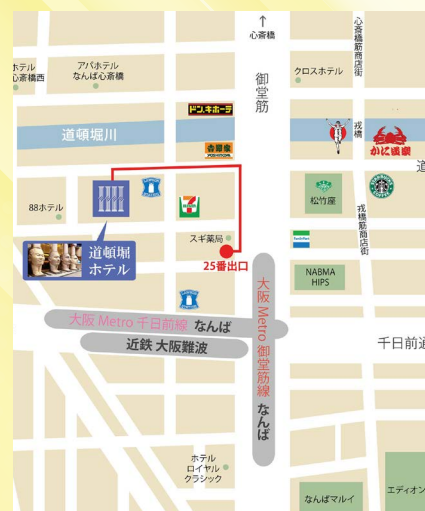 ↑
心斎橋
ホテル
心斎橋西
アパホテル
なんば心斎橋
御堂筋
クロスホテル
心斎橋筋商店街
ドン.キホーテ
道頓堀川
吉野家
YOSHINOYA
戎橋
かに道楽
道
88ホテル
松竹座
戎橋筋商店街
スギ薬局
25番出口
道頓堀
ホテル
FamilyMart
NABMA
HIPS
大阪 Metro 千日前線 なんば
近鉄 大阪難波
大阪 Metro 御堂筋線 なんば
千日前通
ホテル
ロイヤル
クラシック
なんばマルイ
エディオン